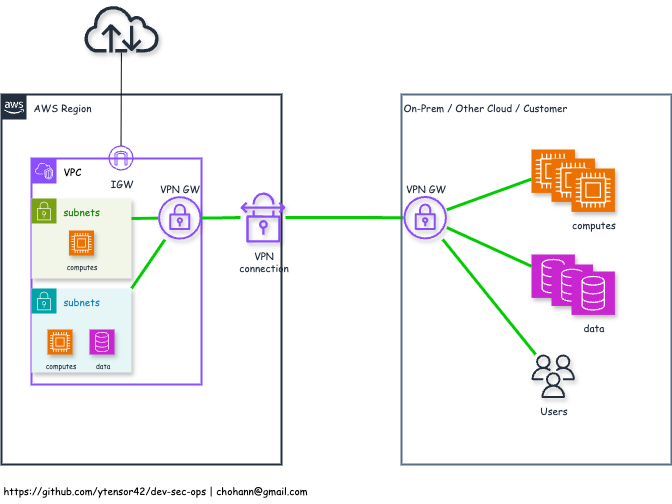 aws
AWS Region
On-Prem / Other Cloud / Customer
VPC
IGW
VPN GW
VPN GW
subnets
computes
computes
VPN
connection
subnets
computes
data
data
Users
https://github.com/ytensor42/dev-sec-ops | chohann@gmail.com